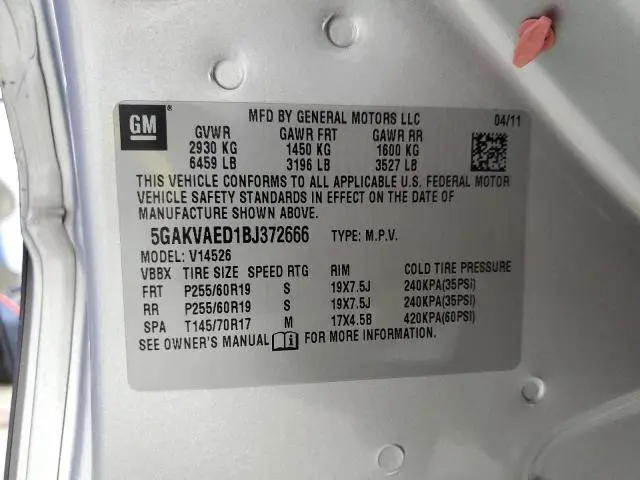 GM
MFD BY GENERAL MOTORS LLC 04/11
GVWR GAWR FRT GAWR RR
2930 KG 1450 KG 1600 KG
6459 LB 3196 LB 3527 LB
THIS VEHICLE CONFORMS TO ALL APPLICABLE U.S. FEDERAL MOTOR
VEHICLE SAFETY STANDARDS IN EFFECT ON THE DATE OF
MANUFACTURE SHOWN ABOVE.
5GAKVAED1BJ372666 TYPE: M.P.V.
MODEL: V14526
VBBX TIRE SIZE SPEED RTG RIM COLD TIRE PRESSURE
FRT P255/60R19 S 19X7.5J 240KPA(35PSI)
RR P255/60R19 S 19X7.5J 240KPA(35PSI)
SPA T145/70R17 M 17X4.5B 420KPA(60PSI)
SEE OWNER'S MANUAL FOR MORE INFORMATION.